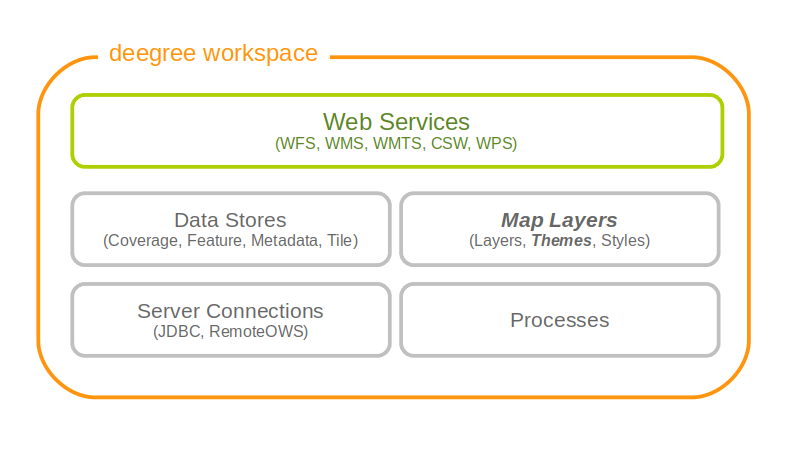 deegree workspace
Web Services
(WFS, WMS, WMTS, CSW, WPS)
Data Stores
(Coverage, Feature, Metadata, Tile)
Map Layers
(Layers, Themes, Styles)
Server Connections
(JDBC, RemoteOWS)
Processes